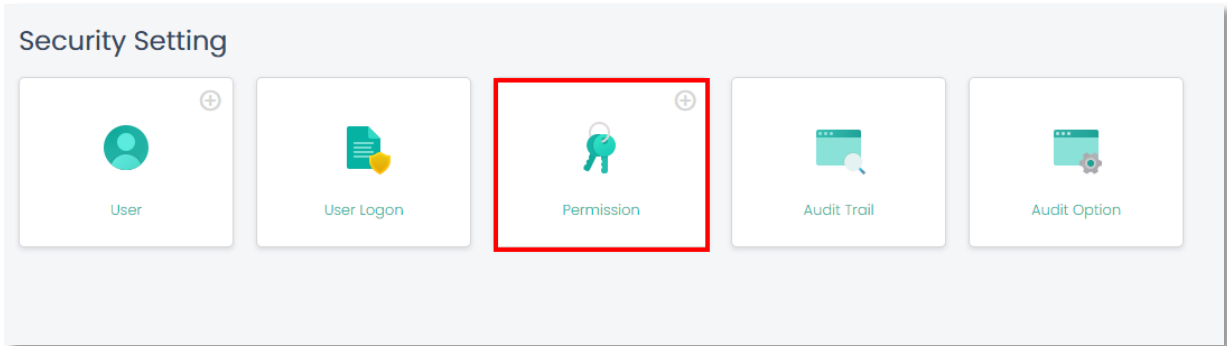 Security Setting
User
User Logon
Permission
Audit Trail
Audit Option